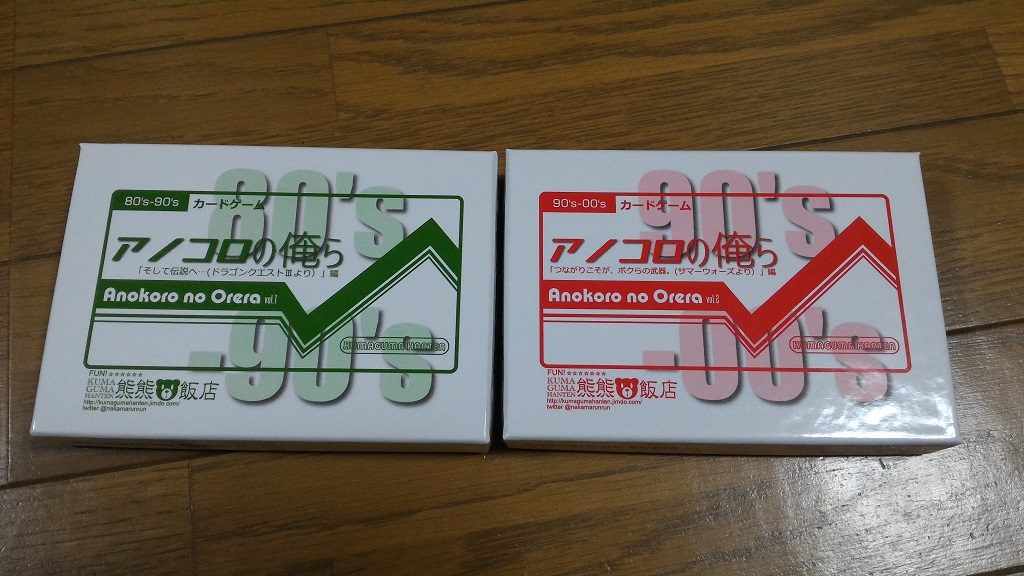 80's
-90's
80's-90's カードゲーム
アノコロの俺ら
「そして伝説へ…(ドラゴンクエストⅢより)」編
Anokoro no Orera vol.1
KUMAGUMA HANTEN
FUN!
KUMA
GUMA
HANTEN
熊熊飯店
http://kumagumahanten.jimdo.com/
twitter @nakamarunrun
90's
-00's
90's-00's カードゲーム
アノコロの俺ら
「つながりこそが、ボクらの武器。(サマーウォーズより)」編
Anokoro no Orera vol.2
KUMAGUMA HANTEN
FUN!
KUMA
GUMA
HANTEN
熊熊飯店
http://kumagumahanten.jimdo.com/
twitter @nakamarunrun